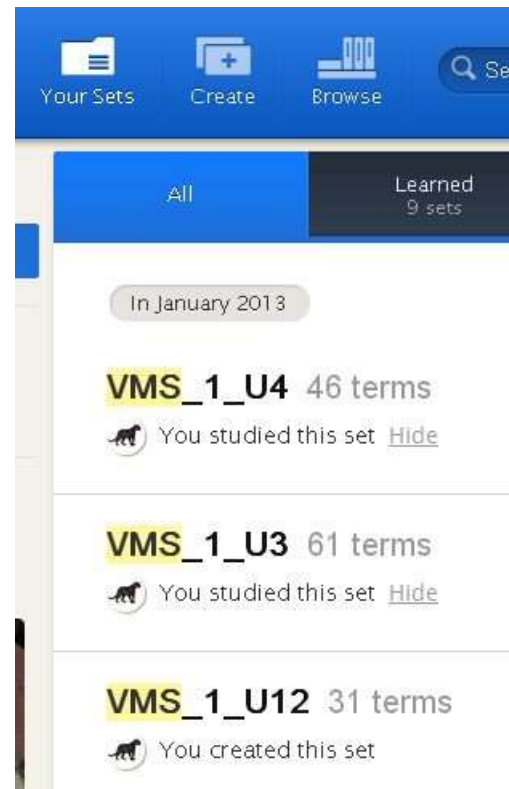 Your Sets Create Browse Se
All Learned
9 sets
In January 2013
VMS_1_U4 46 terms
You studied this set Hide
VMS_1_U3 61 terms
You studied this set Hide
VMS_1_U12 31 terms
You created this set